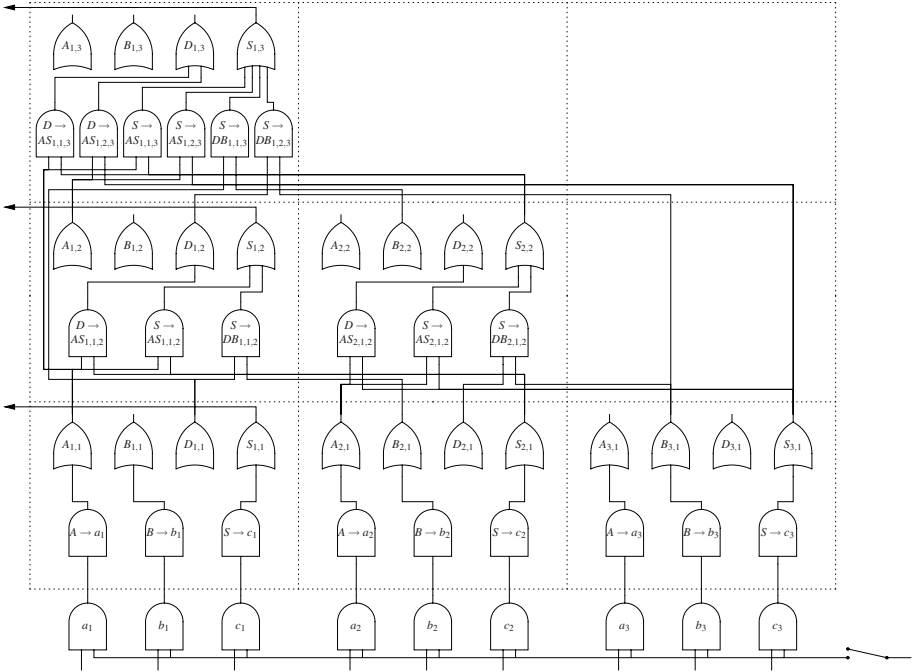 A1,3 B1,3 D1,3 S1,3
D → D → S → S → S → S →
AS1,1,3 AS1,2,3 AS1,1,3 AS1,2,3 DB1,1,3 DB1,2,3
A1,2 B1,2 D1,2 S1,2 A2,2 B2,2 D2,2 S2,2
D → S → S → D → S → S →
AS1,1,2 AS1,1,2 DB1,1,2 AS2,1,2 AS2,1,2 DB2,1,2
A1,1 B1,1 D1,1 S1,1 A2,1 B2,1 D2,1 S2,1 A3,1 B3,1 D3,1 S3,1
A → a1 B → b1 S → c1 A → a2 B → b2 S → c2 A → a3 B → b3 S → c3
a1 b1 c1 a2 b2 c2 a3 b3 c3